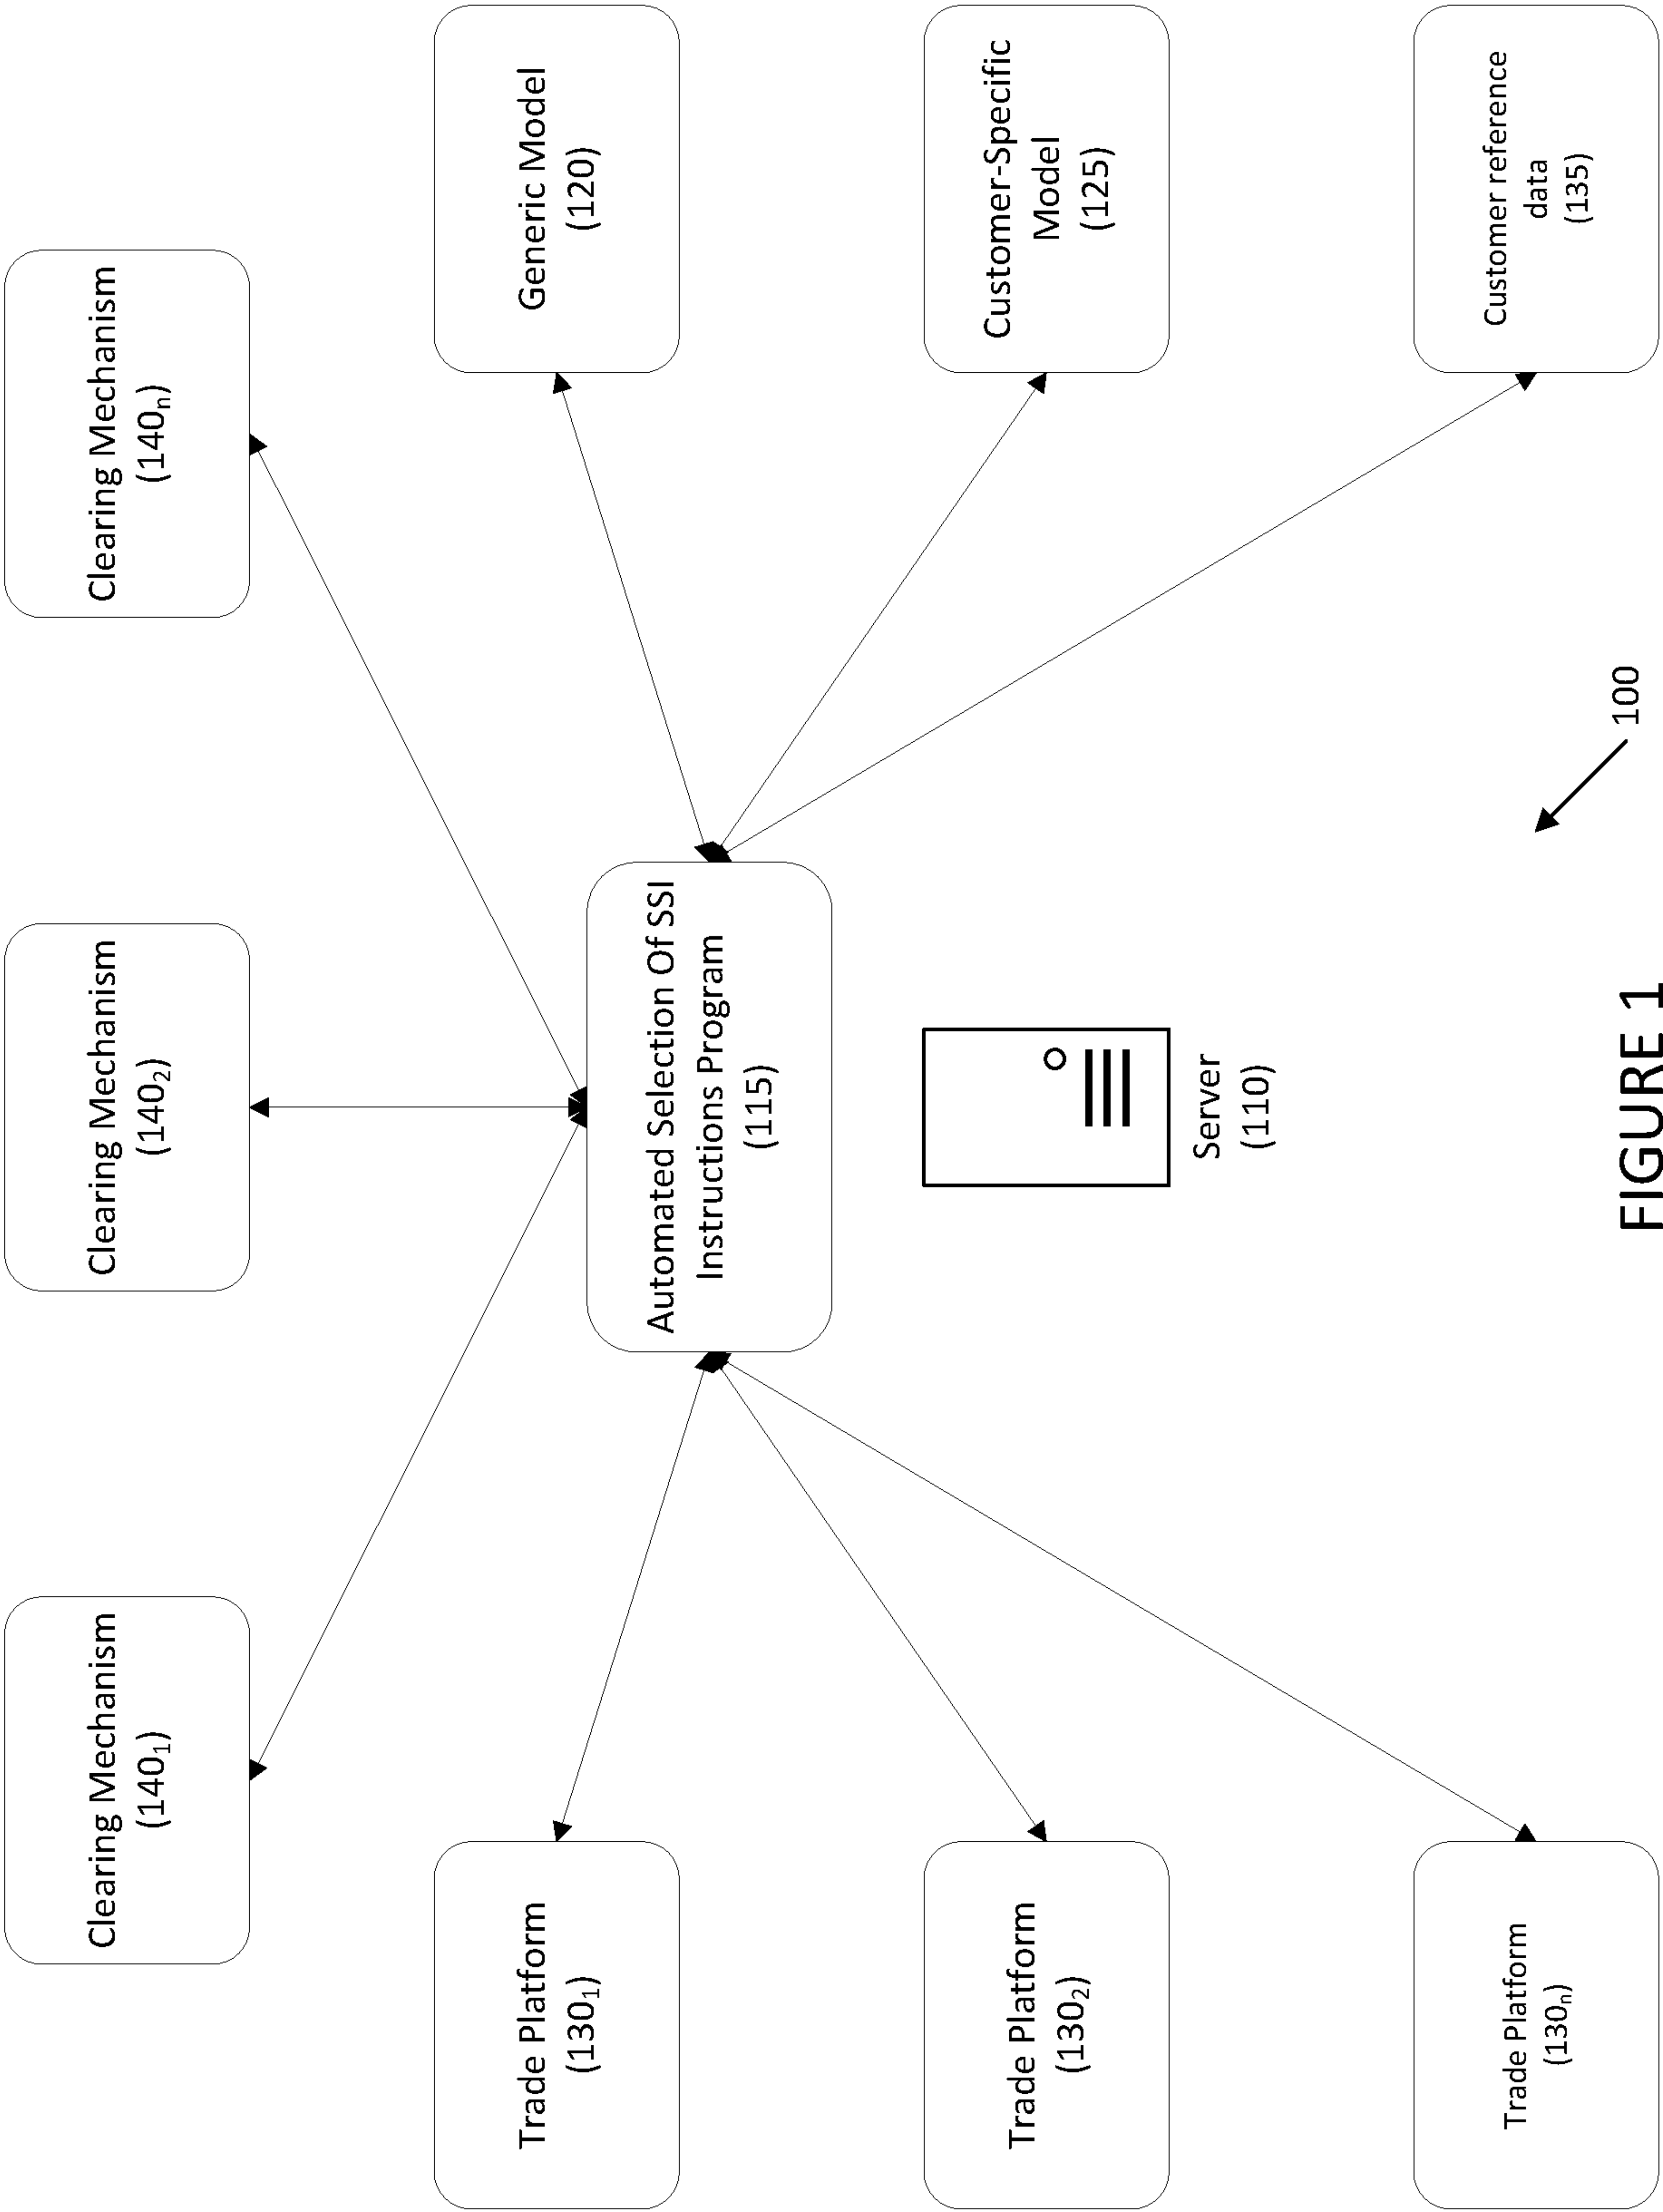 Clearing Mechanism
(140₁)
Clearing Mechanism
(140₂)
Clearing Mechanism
(140ₙ)
Trade Platform
(130₁)
Automated Selection Of SSI
Instructions Program
(115)
Generic Model
(120)
Trade Platform
(130₂)
Server
(110)
Customer-Specific
Model
(125)
Trade Platform
(130ₙ)
Customer reference
data
(135)
100
FIGURE 1